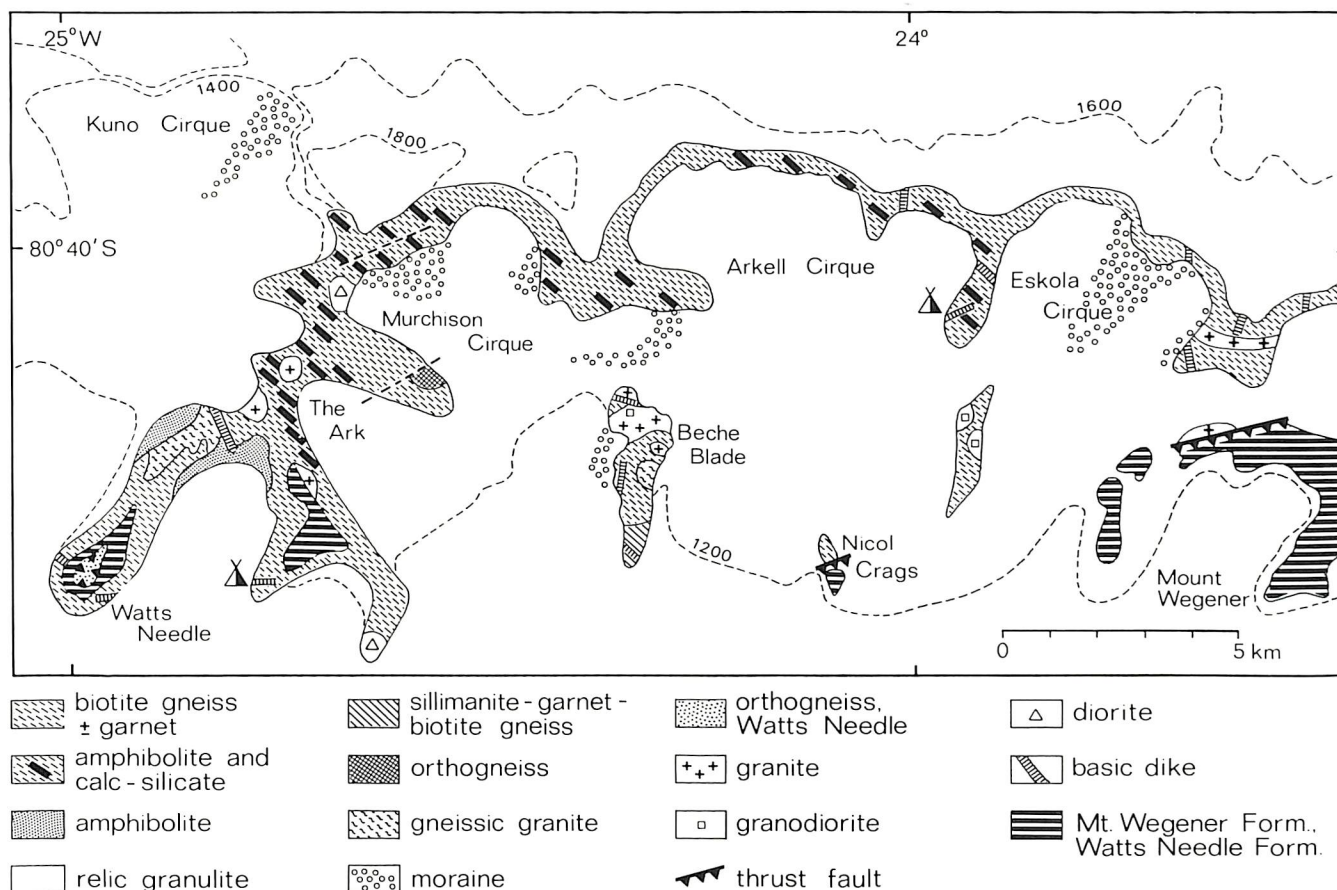 25°W
24°
1400
Kuno Cirque
1800
1600
80°40'S
Arkell Cirque
Eskola
Cirque
Murchison
Cirque
The
Ark
Beche
Blade
1200
Nicol
Crags
Mount
Wegener
Watts
Needle
0 5 km
biotite gneiss
± garnet
sillimanite-garnet-
biotite gneiss
orthogneiss,
Watts Needle
diorite
amphibolite and
calc-silicate
orthogneiss
granite
basic dike
amphibolite
gneissic granite
granodiorite
Mt. Wegener Form.,
Watts Needle Form.
relic granulite
moraine
thrust fault